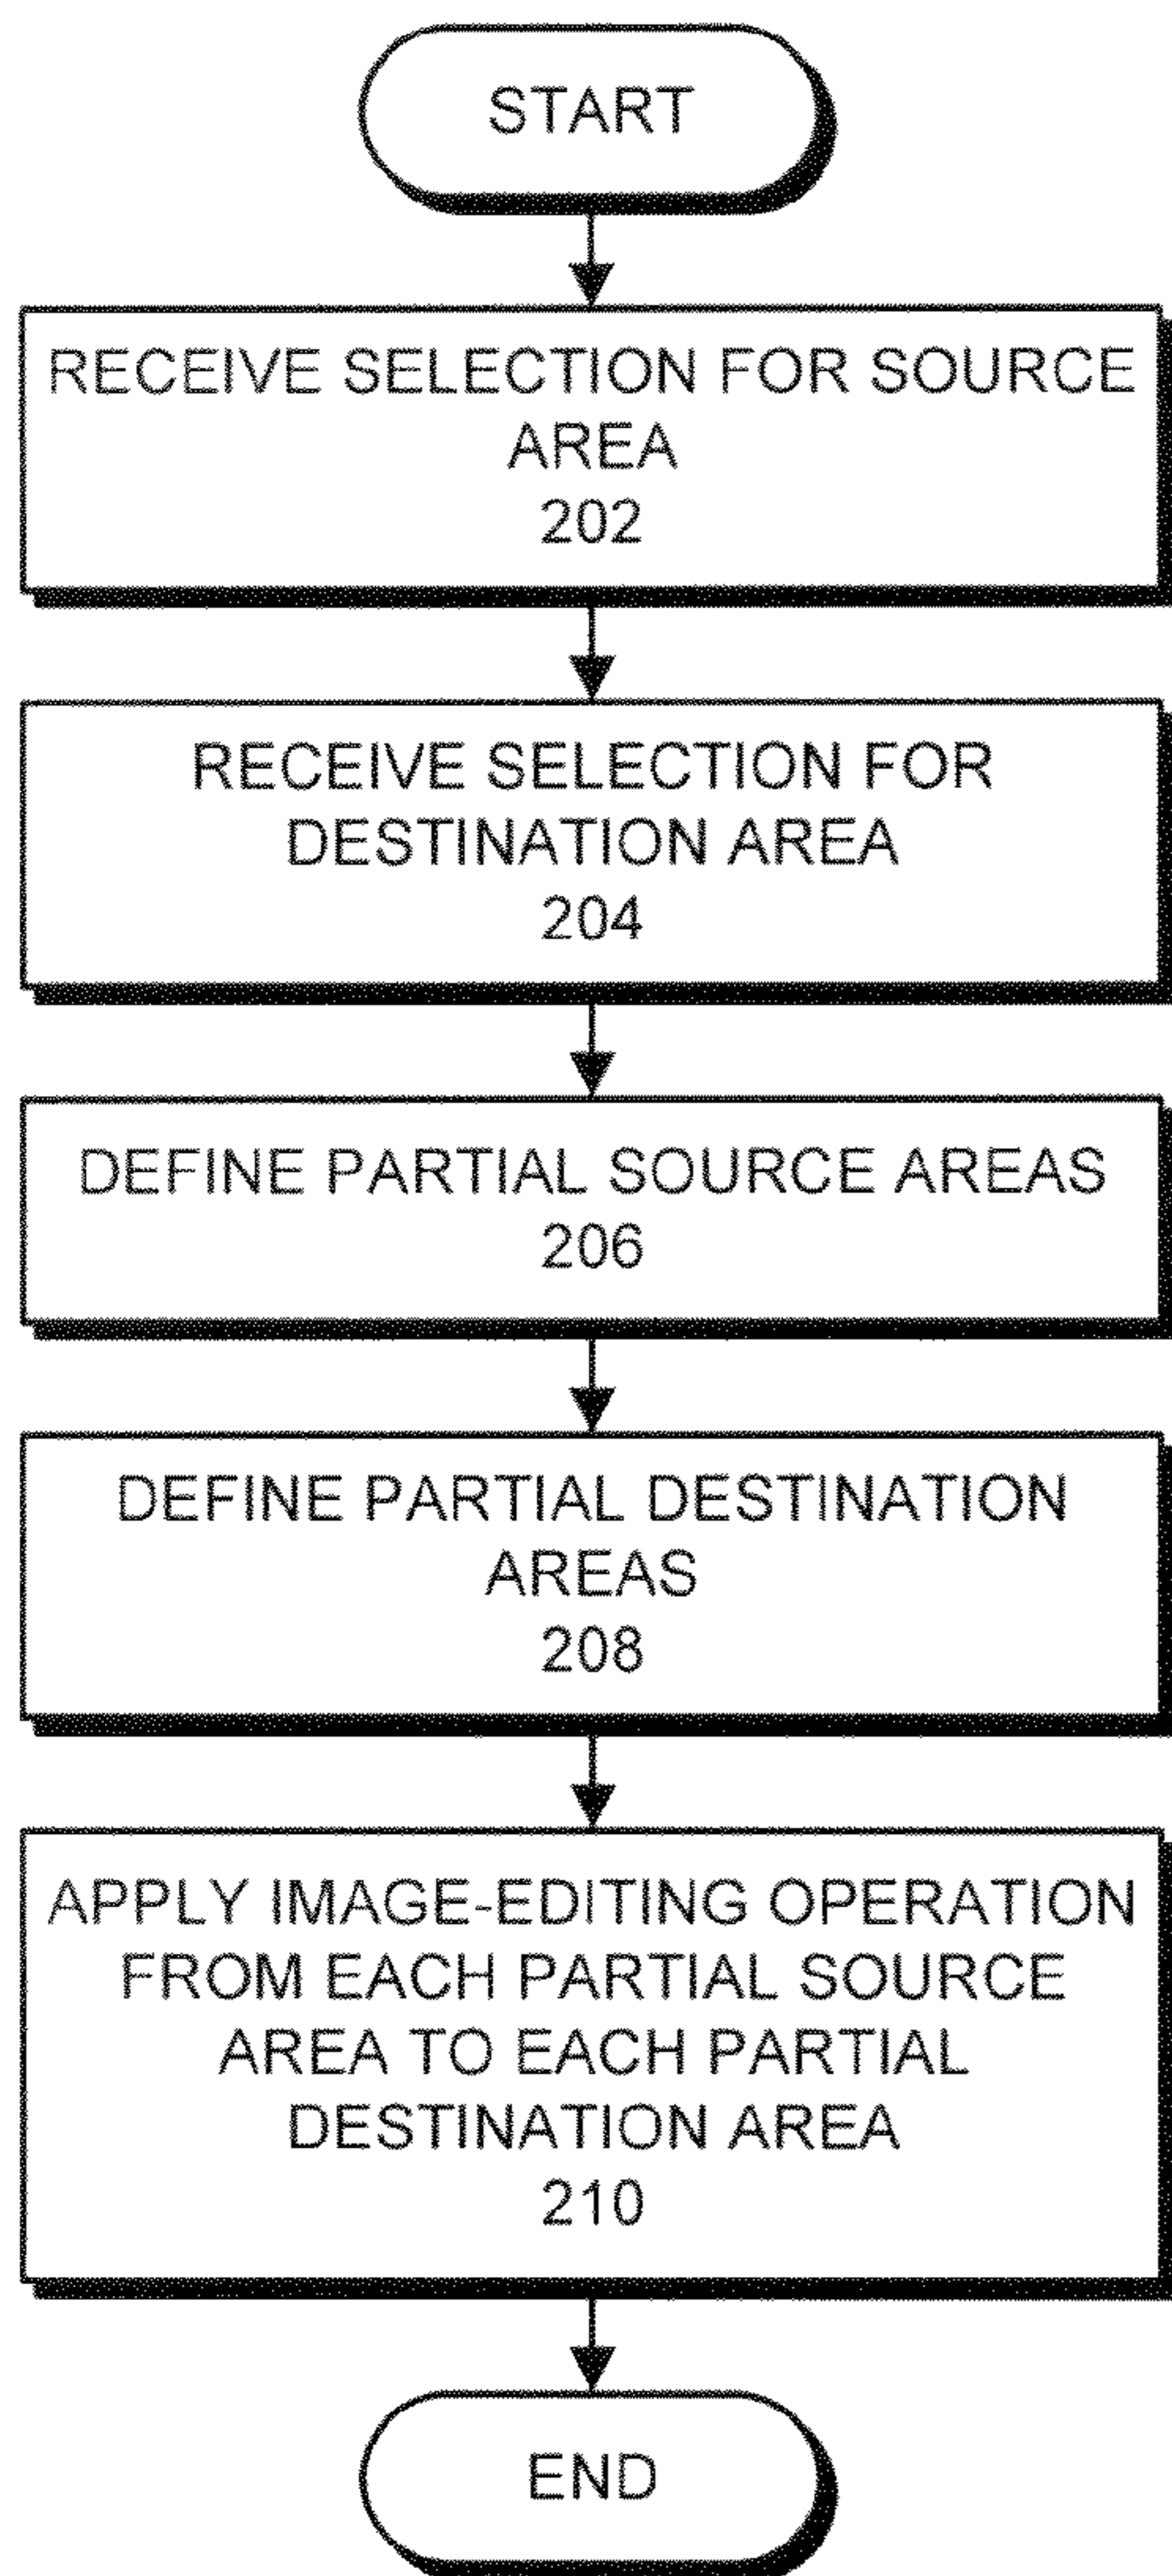 START
RECEIVE SELECTION FOR SOURCE
AREA
202
RECEIVE SELECTION FOR
DESTINATION AREA
204
DEFINE PARTIAL SOURCE AREAS
206
DEFINE PARTIAL DESTINATION
AREAS
208
APPLY IMAGE-EDITING OPERATION
FROM EACH PARTIAL SOURCE
AREA TO EACH PARTIAL
DESTINATION AREA
210
END